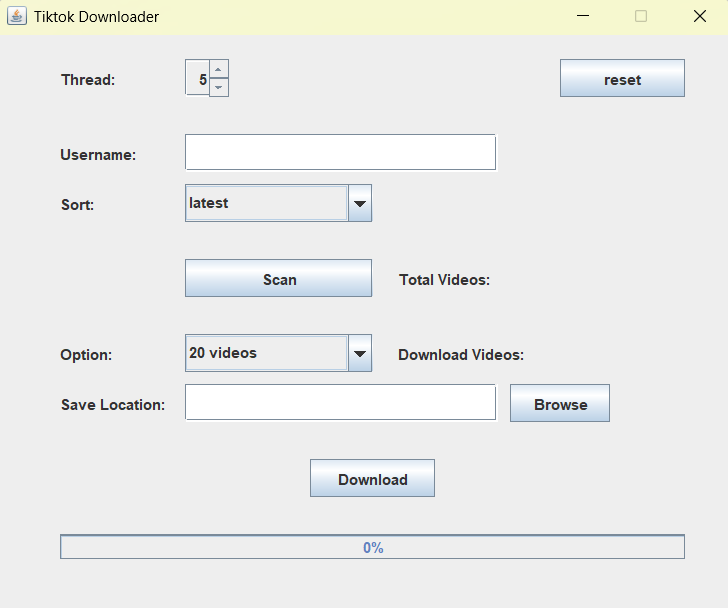 Tiktok Downloader
Thread:
5
reset
Username:
Sort:
latest
Scan
Total Videos:
Option:
20 videos
Download Videos:
Save Location:
Browse
Download
0%